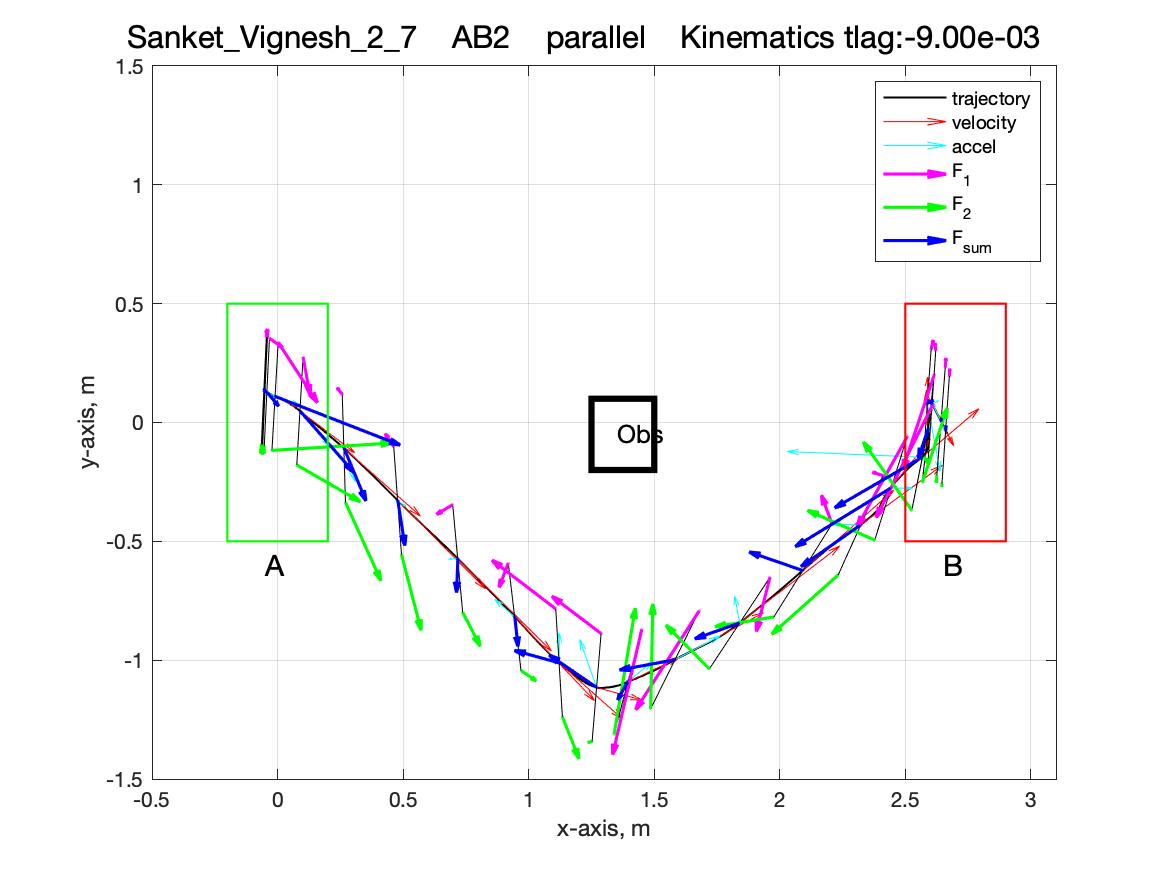 Sanket_Vignesh_2_7 AB2 parallel Kinematics tlag:-9.00e-03
1.5
1
0.5
0
-0.5
-1
-1.5
y-axis, m
trajectory
velocity
accel
F1
F2
Fsum
Obs
A
B
-0.5 0 0.5 1 1.5 2 2.5 3
x-axis, m